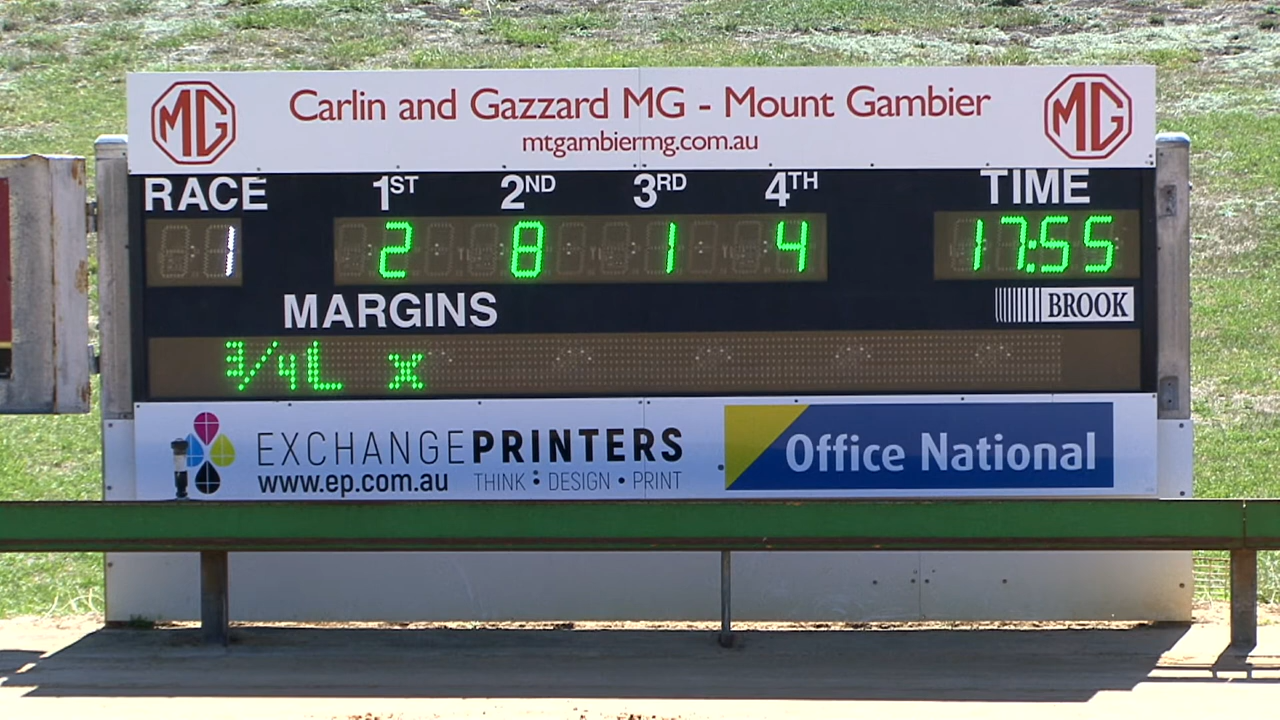 MG Carlin and Gazzard MG - Mount Gambier MG
mtgambiermg.com.au
RACE 1ST 2ND 3RD 4TH TIME
1 2 8 1 4 17:55
MARGINS BROOK
3/4L x
EXCHANGEPRINTERS
www.ep.com.au THINK : DESIGN • PRINT
Office National